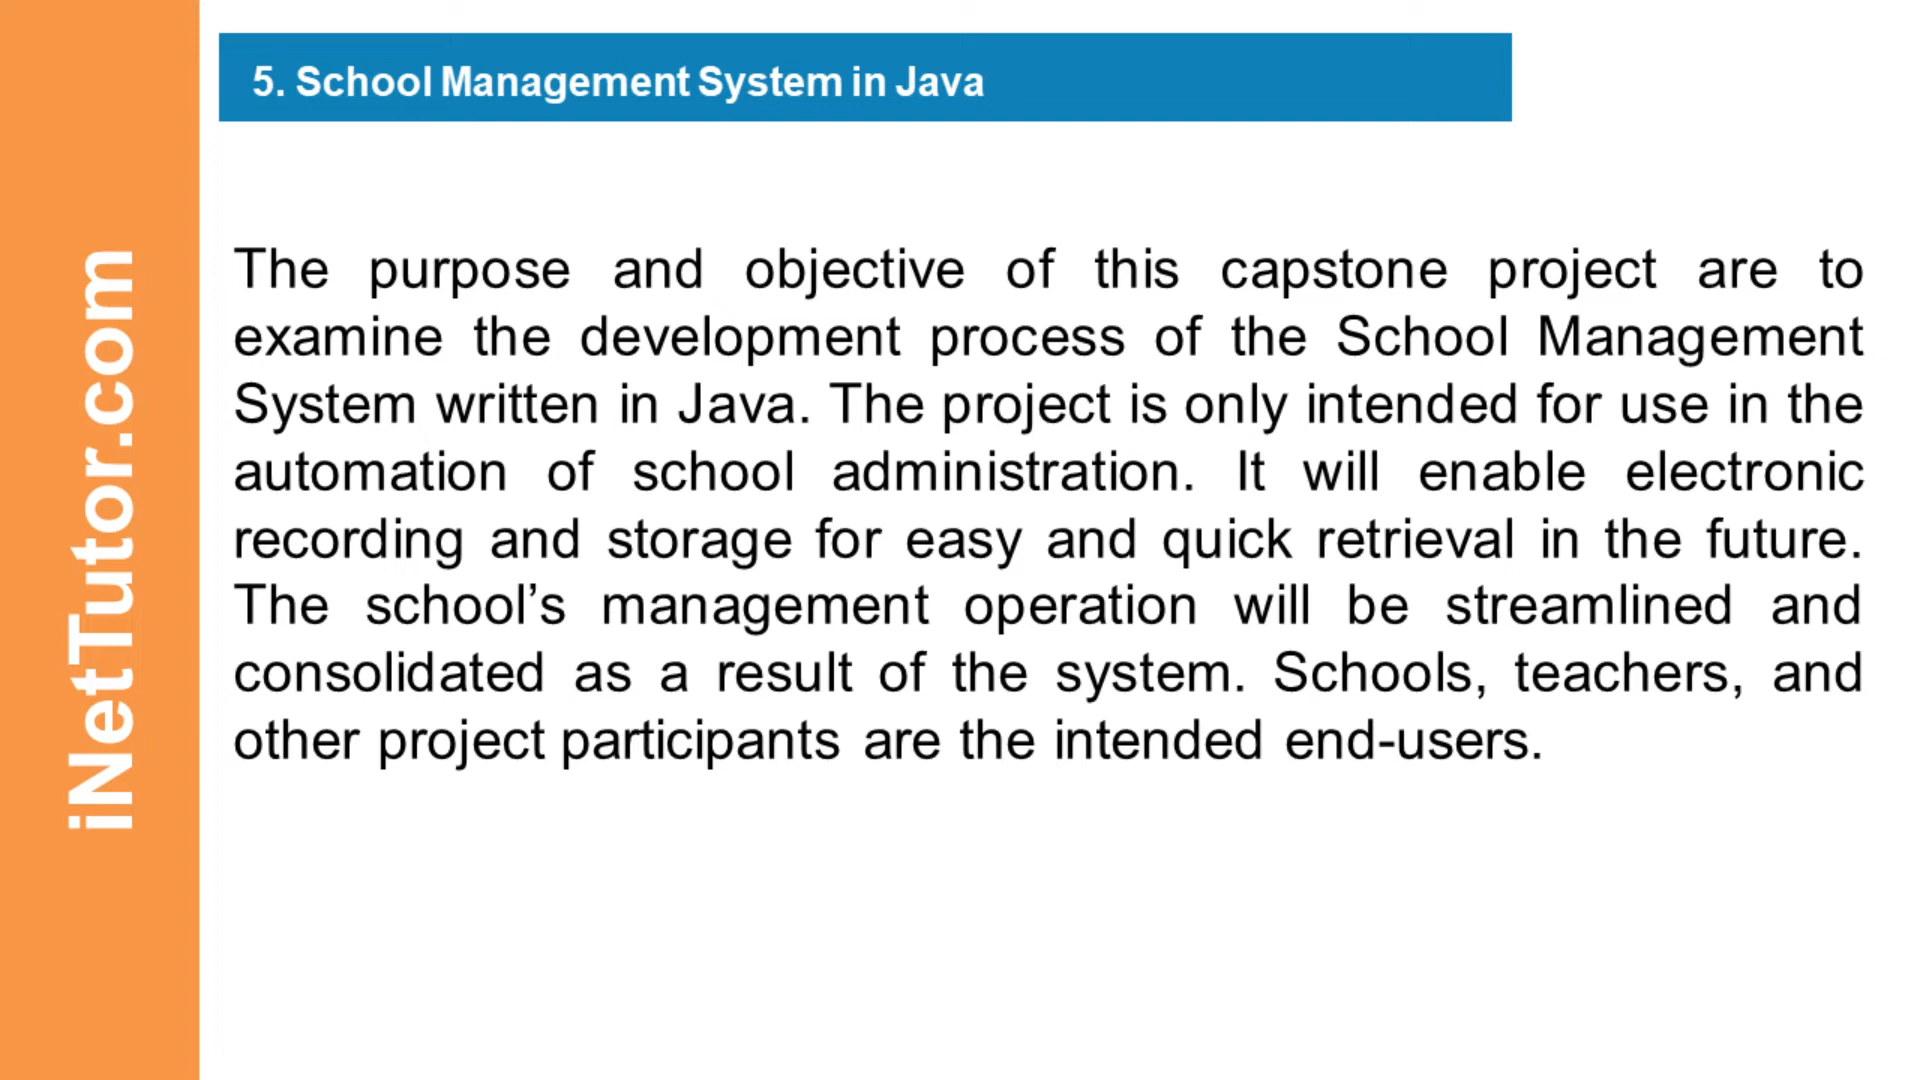 5. School Management System in Java
The purpose and objective of this capstone project are to
examine the development process of the School Management
System written in Java. The project is only intended for use in the
automation of school administration. It will enable electronic
recording and storage for easy and quick retrieval in the future.
The school’s management operation will be streamlined and
consolidated as a result of the system. Schools, teachers, and
other project participants are the intended end-users.
iNetTutor.com